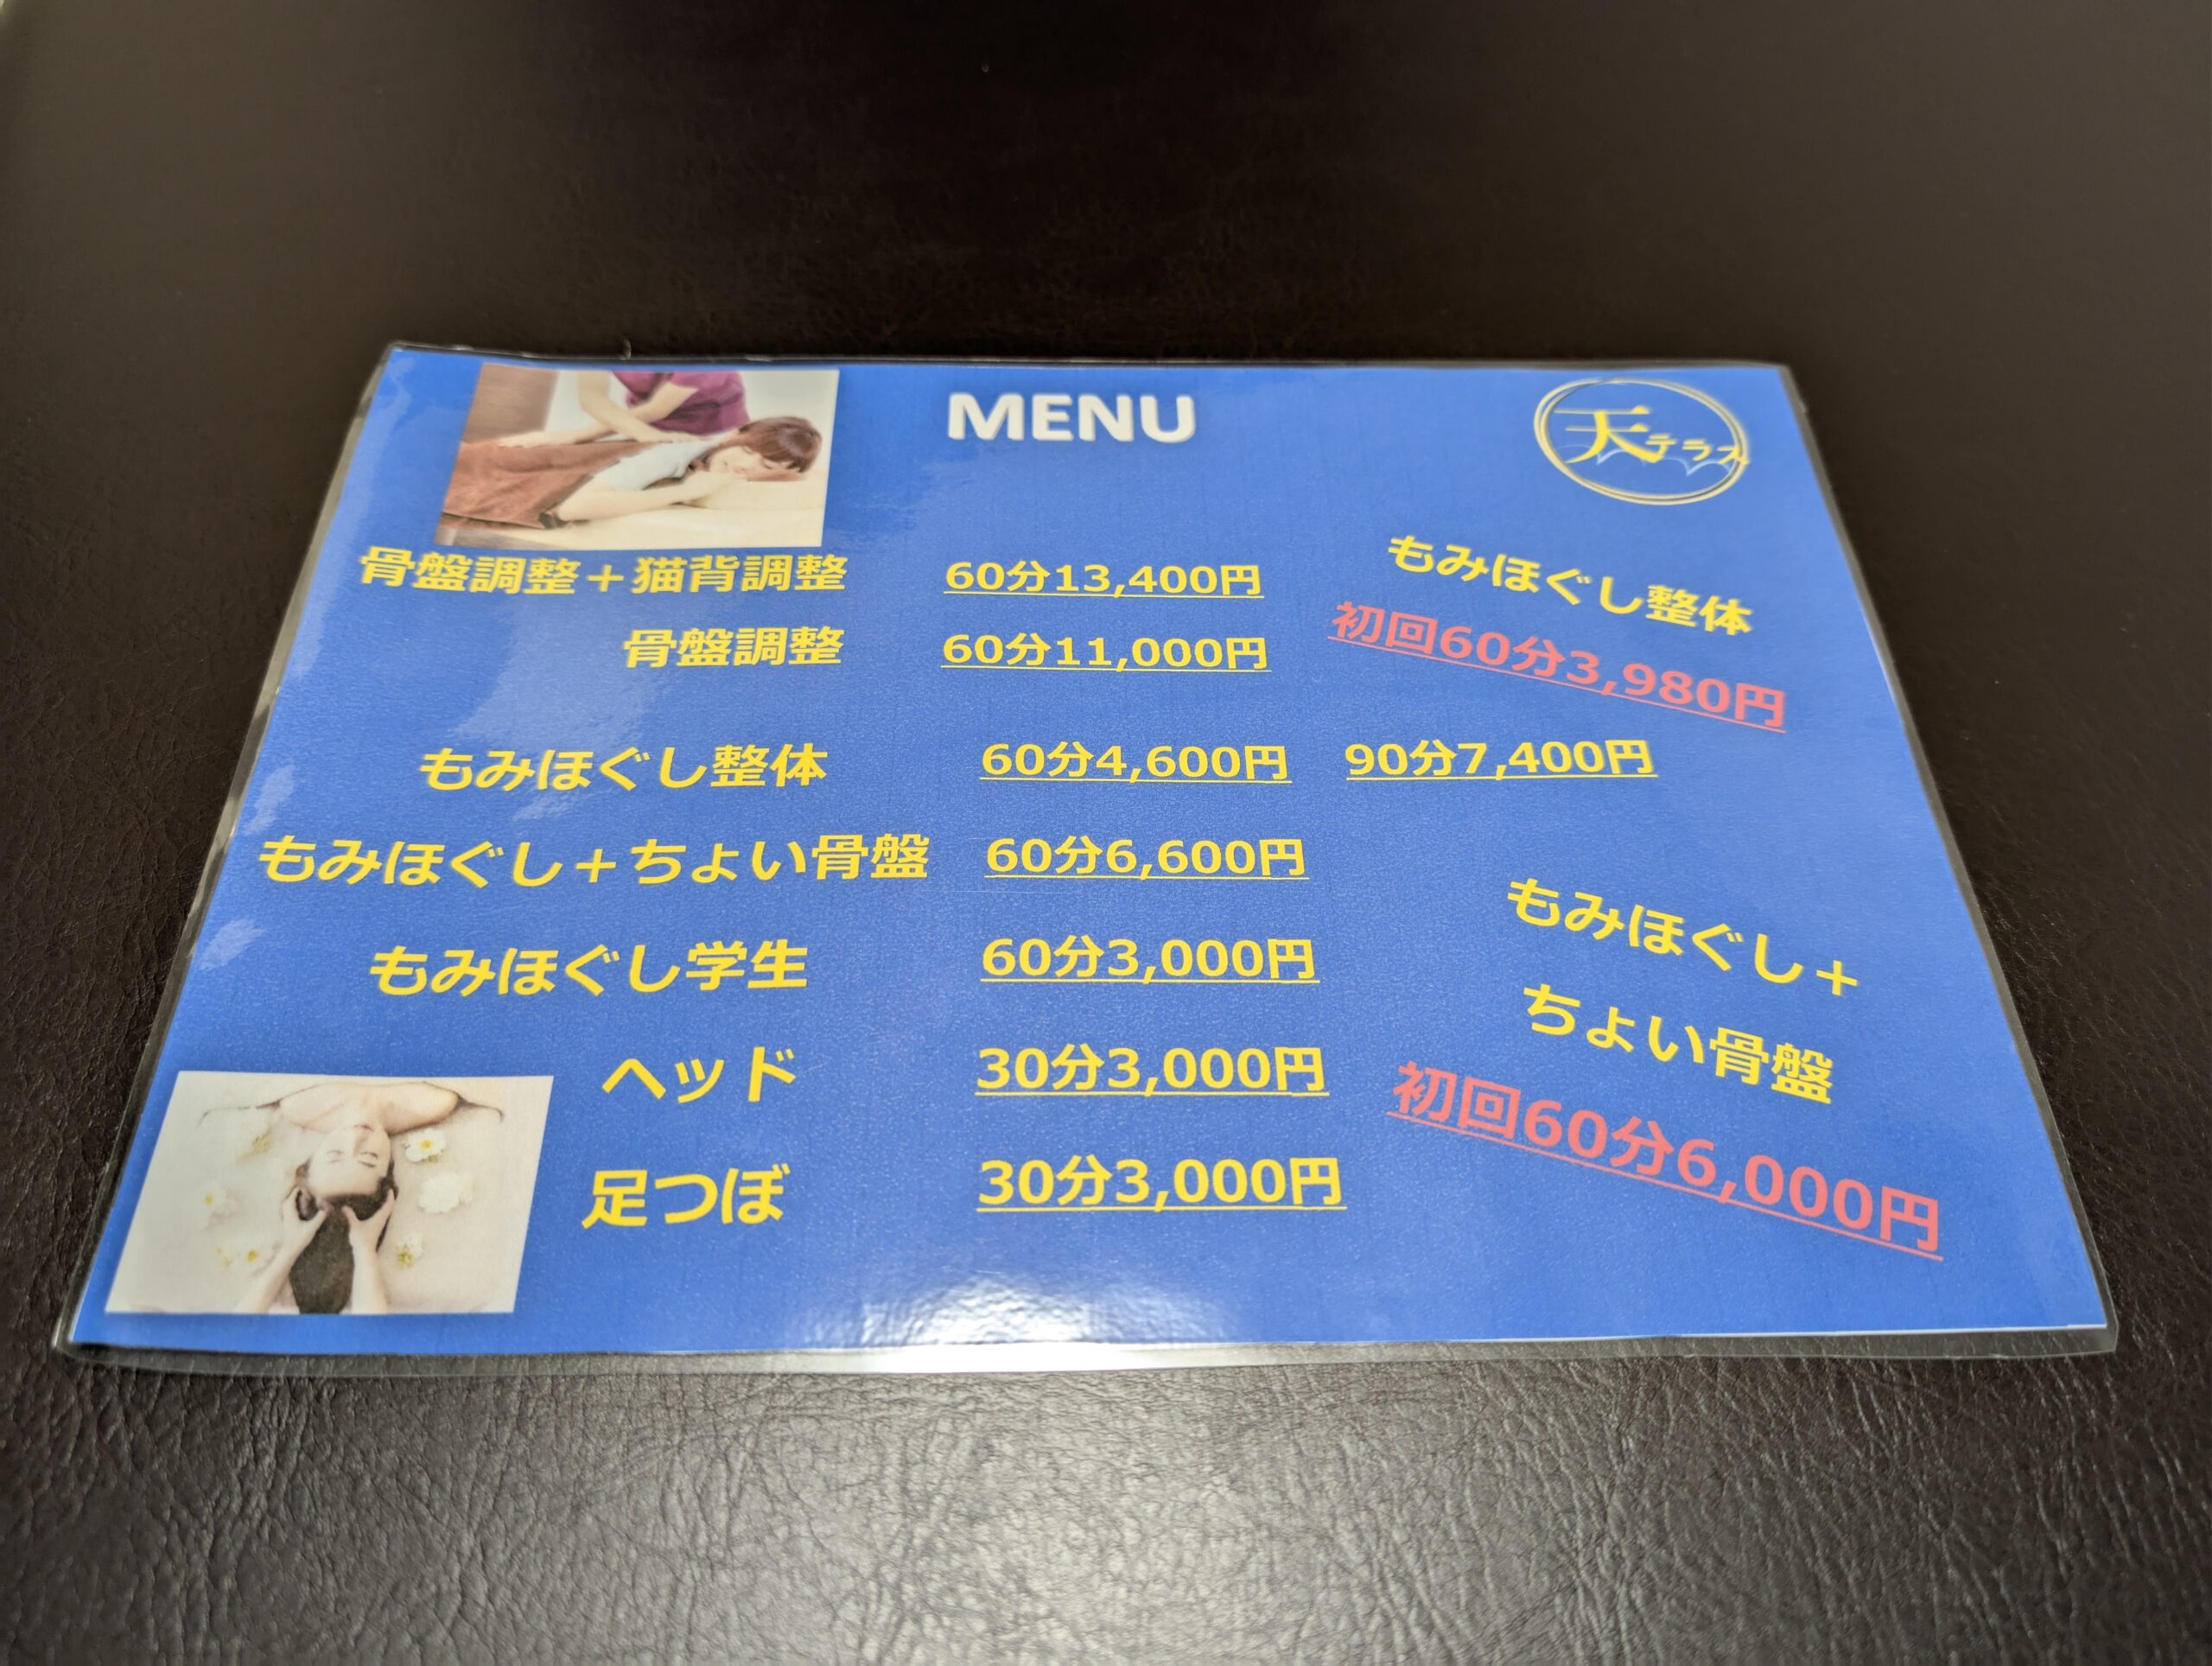 MENU
天テラス
骨盤調整＋猫背調整 60分13,400円
骨盤調整 60分11,000円
もみほぐし整体
初回60分3,980円
もみほぐし整体 60分4,600円 90分7,400円
もみほぐし＋ちょい骨盤 60分6,600円
もみほぐし学生 60分3,000円
ヘッド 30分3,000円
足つぼ 30分3,000円
もみほぐし＋
ちょい骨盤
初回60分6,000円